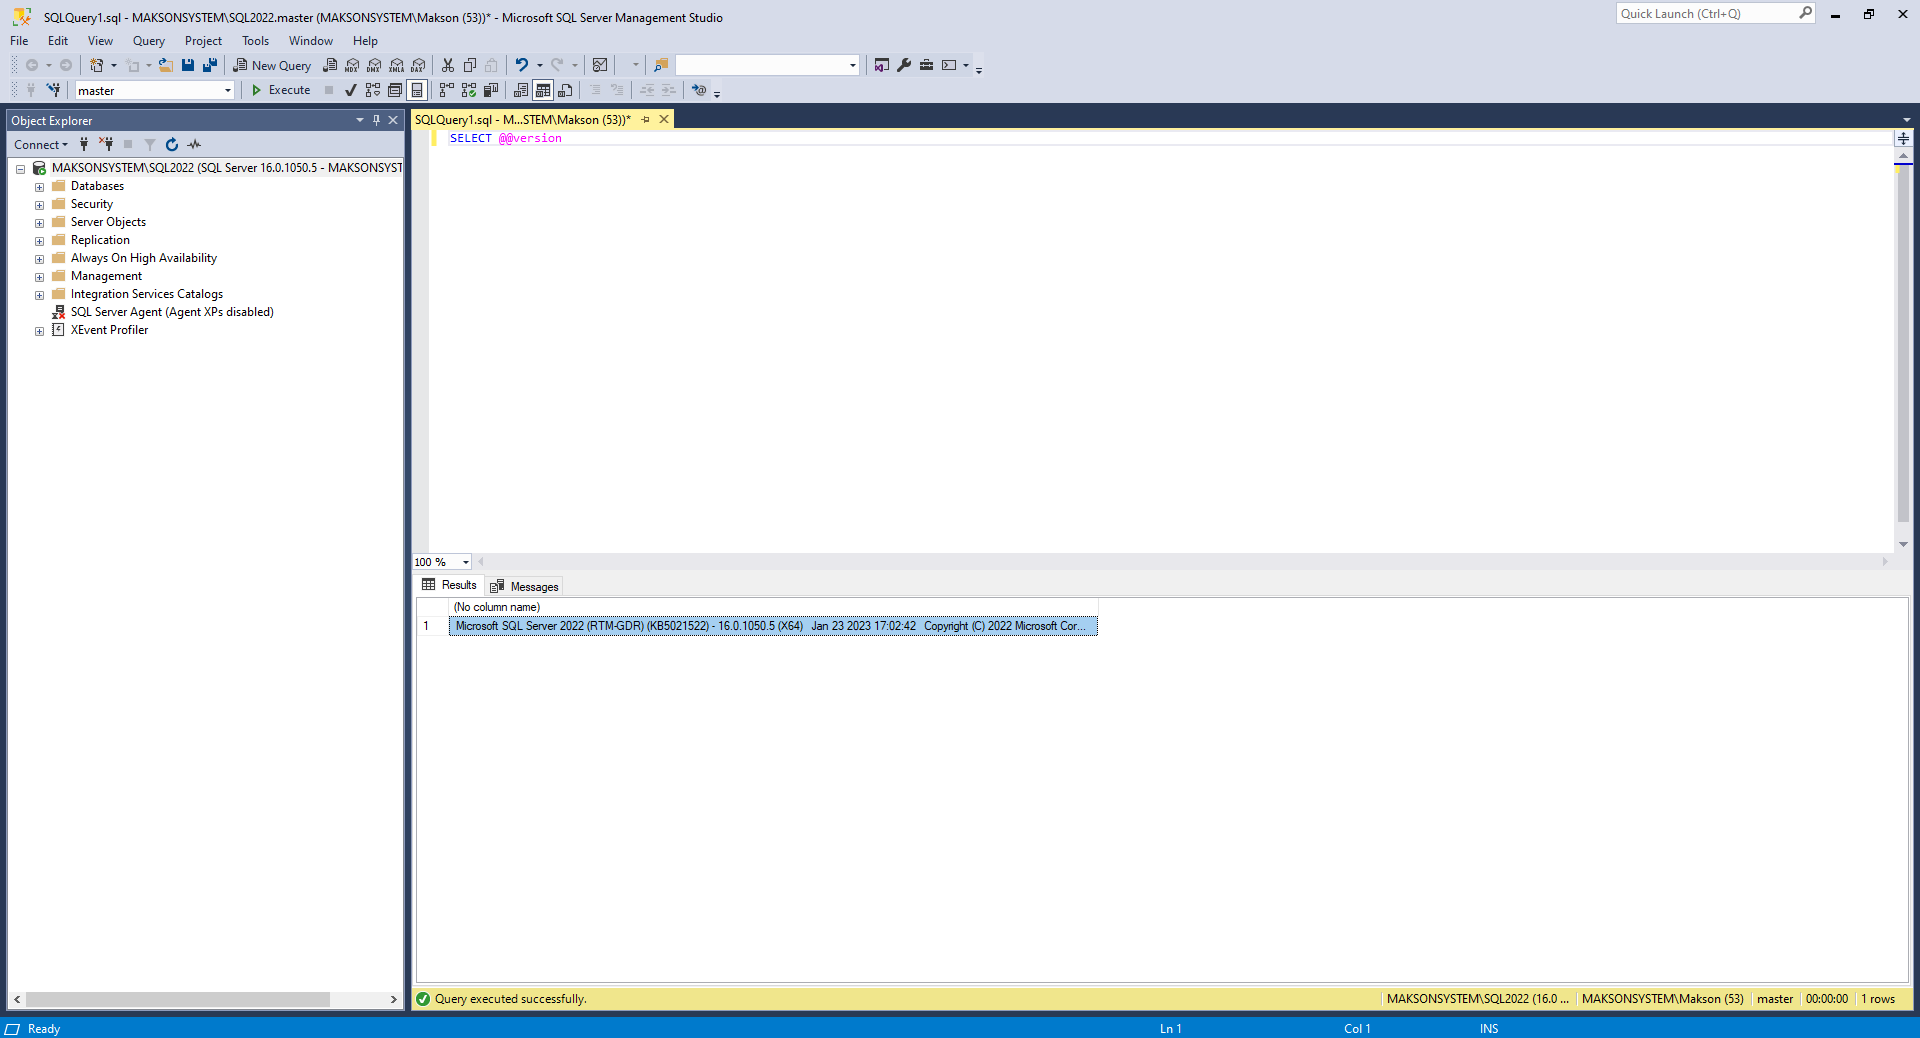 SQLQuery1.sql - MAKSONSYSTEM\SQL2022.master (MAKSONSYSTEM\Makson (53))* - Microsoft SQL Server Management Studio
Quick Launch (Ctrl+Q)
File Edit View Query Project Tools Window Help
New Query MDX DMX XMLA DAX
master Execute
Object Explorer
SQLQuery1.sql - M...STEM\Makson (53))*
Connect
SELECT @@version
MAKSONSYSTEM\SQL2022 (SQL Server 16.0.1050.5 - MAKSONSYST
Databases
Security
Server Objects
Replication
Always On High Availability
Management
Integration Services Catalogs
SQL Server Agent (Agent XPs disabled)
XEvent Profiler
100 %
Results Messages
(No column name)
1 Microsoft SQL Server 2022 (RTM-GDR) (KB5021522) - 16.0.1050.5 (X64) Jan 23 2023 17:02:42 Copyright (C) 2022 Microsoft Cor...
Query executed successfully. MAKSONSYSTEM\SQL2022 (16.0 ... MAKSONSYSTEM\Makson (53) master 00:00:00 1 rows
Ready Ln 1 Col 1 INS